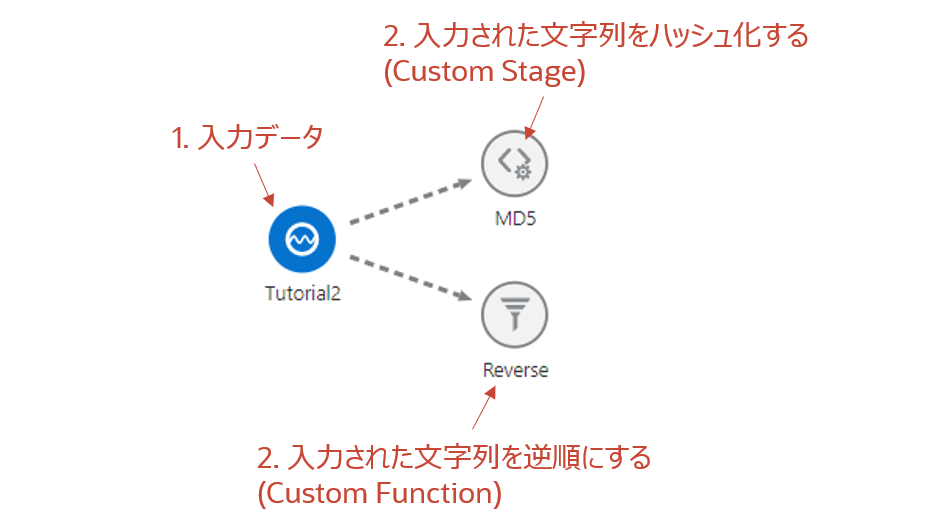 2. 入力された文字列をハッシュ化する
(Custom Stage)
1. 入力データ
MD5
Tutorial2
Reverse
2. 入力された文字列を逆順にする
(Custom Function)